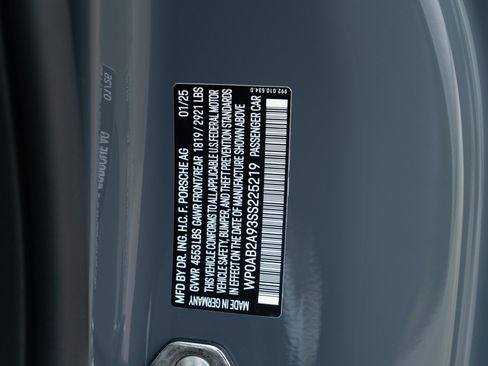 992.010.534.0
MFD BY DR. ING. H.C. F. PORSCHE AG 01/25
GVWR 4553 LBS GAWR FRONT/REAR 1819/2921 LBS
THIS VEHICLE CONFORMS TO ALL APPLICABLE U.S FEDERAL MOTOR
VEHICLE SAFETY, BUMPER, AND THEFT PREVENTION STANDARDS
IN EFFECT ON THE DATE OF MANUFACTURE SHOWN ABOVE
WP0AB2A93SS225219 PASSENGER CAR
MADE IN GERMANY